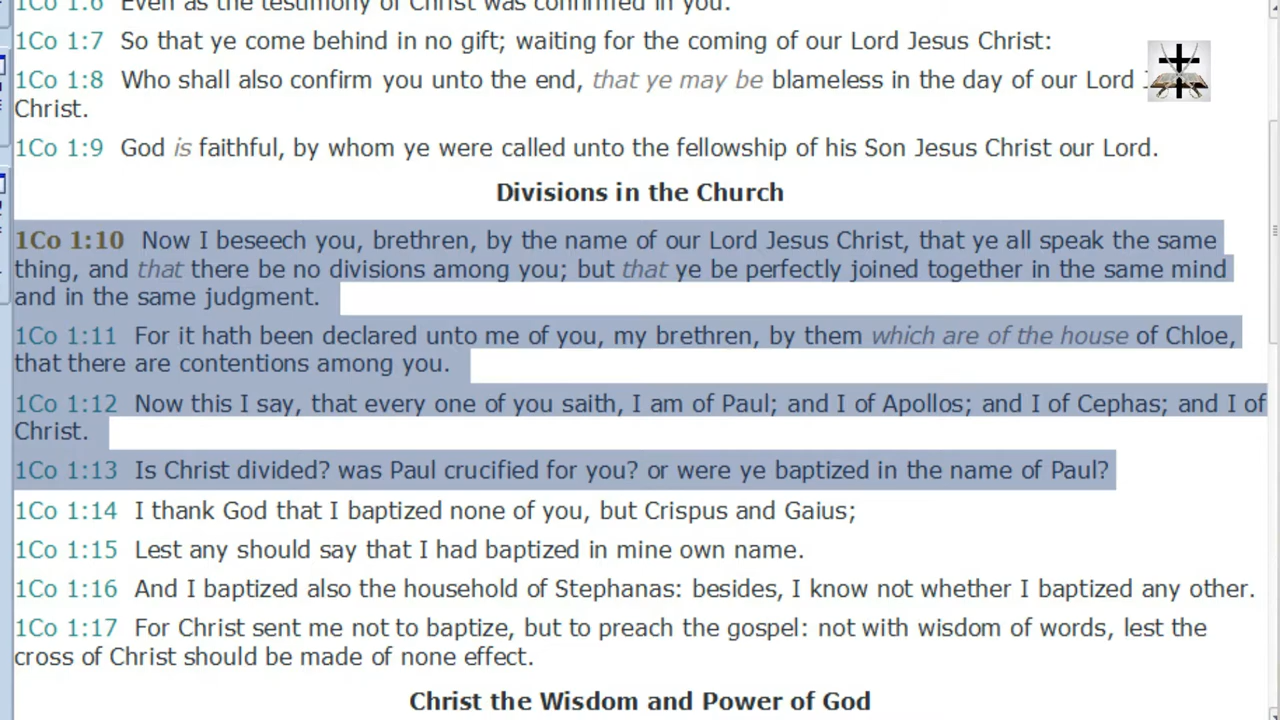 1Co 1:6 Even as the testimony of Christ was confirmed in you.
1Co 1:7 So that ye come behind in no gift; waiting for the coming of our Lord Jesus Christ:
1Co 1:8 Who shall also confirm you unto the end, that ye may be blameless in the day of our Lord
Christ.
1Co 1:9 God is faithful, by whom ye were called unto the fellowship of his Son Jesus Christ our Lord.
Divisions in the Church
1Co 1:10 Now I beseech you, brethren, by the name of our Lord Jesus Christ, that ye all speak the same
thing, and that there be no divisions among you; but that ye be perfectly joined together in the same mind
and in the same judgment.
1Co 1:11 For it hath been declared unto me of you, my brethren, by them which are of the house of Chloe,
that there are contentions among you.
1Co 1:12 Now this I say, that every one of you saith, I am of Paul; and I of Apollos; and I of Cephas; and I of
Christ.
1Co 1:13 Is Christ divided? was Paul crucified for you? or were ye baptized in the name of Paul?
1Co 1:14 I thank God that I baptized none of you, but Crispus and Gaius;
1Co 1:15 Lest any should say that I had baptized in mine own name.
1Co 1:16 And I baptized also the household of Stephanas: besides, I know not whether I baptized any other.
1Co 1:17 For Christ sent me not to baptize, but to preach the gospel: not with wisdom of words, lest the
cross of Christ should be made of none effect.
Christ the Wisdom and Power of God